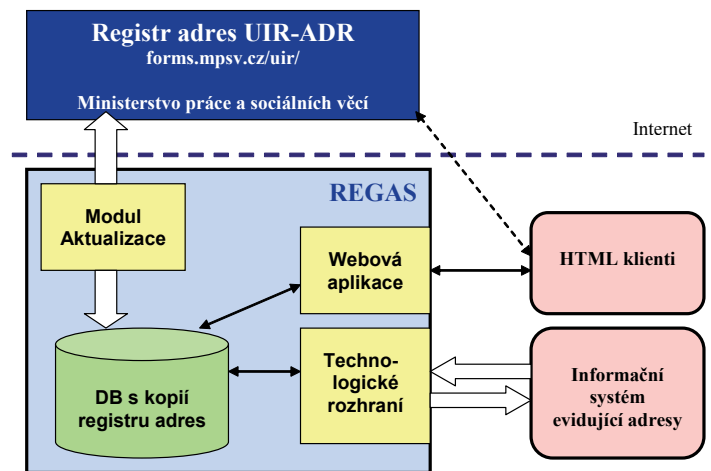 Registr adres UIR-ADR
forms.mpsv.cz/uir/
Ministerstvo práce a sociálních věcí
Internet
REGAS
Modul
Aktualizace
Webová
aplikace
HTML klienti
DB s kopií
registru adres
Techno-
logické
rozhraní
Informační
systém
evidující adresy